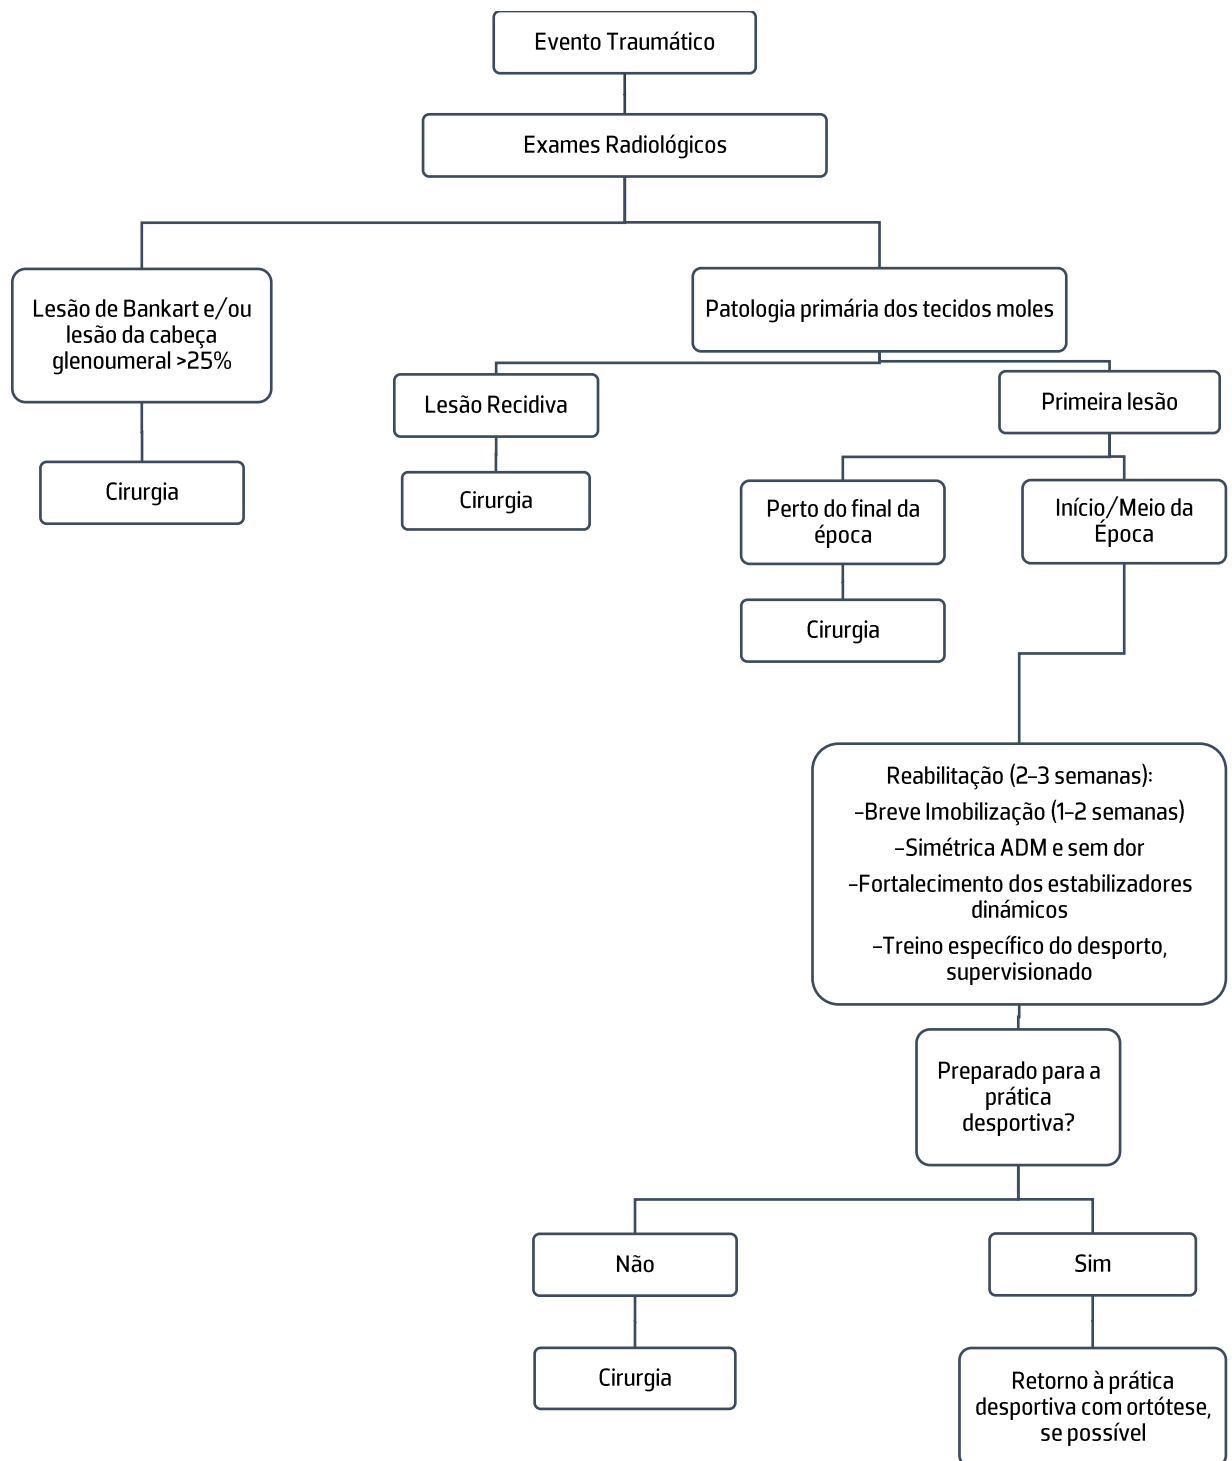 Evento Traumático
Exames Radiológicos
Lesão de Bankart e/ou
lesão da cabeça
glenoumeral >25%
Cirurgia
Patologia primária dos tecidos moles
Lesão Recidiva
Cirurgia
Primeira lesão
Perto do final da
época
Cirurgia
Início/Meio da
Época
Reabilitação (2–3 semanas):
–Breve Imobilização (1–2 semanas)
–Simétrica ADM e sem dor
–Fortalecimento dos estabilizadores
dinámicos
–Treino específico do desporto,
supervisionado
Preparado para a
prática
desportiva?
Não
Cirurgia
Sim
Retorno à prática
desportiva com ortótese,
se possível